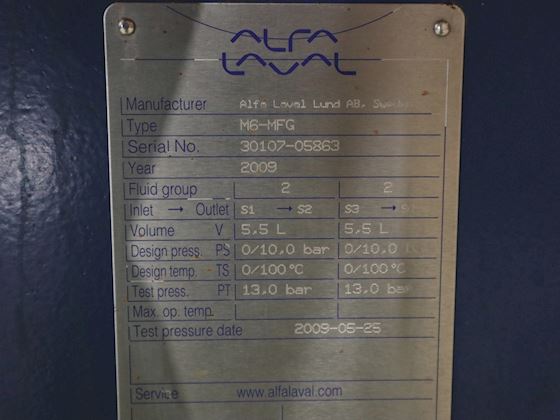 ALFA
LAVAL
Manufacturer Alfa Laval Lund AB, Sweden
Type M6-MFG
Serial No. 30107-05863
Year 2009
Fluid group 2 2
Inlet → Outlet S1 → S2 S3 →
Volume V 5,5 L 5,5 L
Design press. PS 0/10,0 bar 0/10,0
Design temp. TS 0/100°C 0/100°C
Test press. PT 13,0 bar 13,0 bar
Max. op. temp.
Test pressure date 2009-05-25
Service www.alfalaval.com